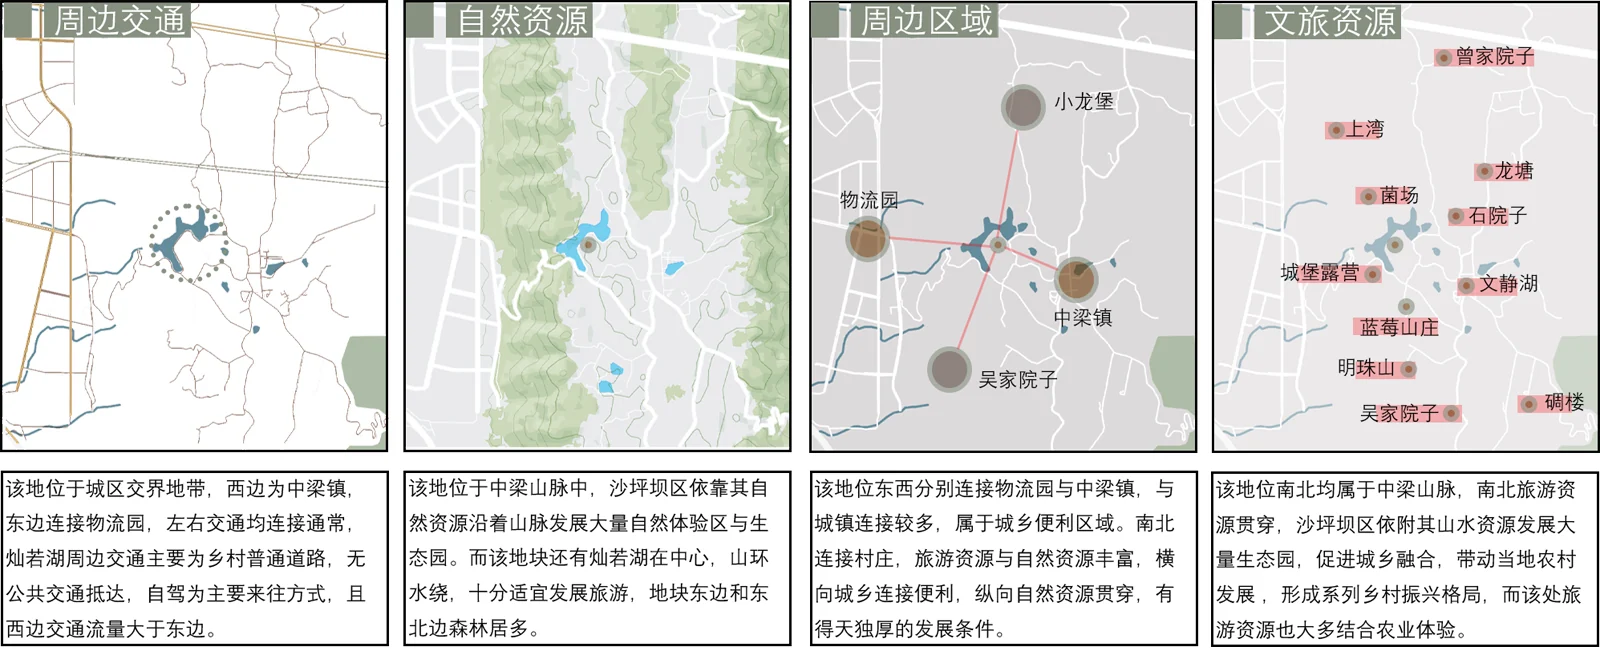 周边交通
该地位于城区交界地带，西边为中梁镇，
东边连接物流园，左右交通均连接通常，
灿若湖周边交通主要为乡村普通道路，无
公共交通抵达，自驾为主要来往方式，且
西边交通流量大于东边。
自然资源
该地位于中梁山脉中，沙坪坝区依靠其自
然资源沿着山脉发展大量自然体验区与生
态园。而该地块还有灿若湖在中心，山环
水绕，十分适宜发展旅游，地块东边和东
北边森林居多。
周边区域
小龙堡
物流园
中梁镇
吴家院子
该地位东西分别连接物流园与中梁镇，与
城镇连接较多，属于城乡便利区域。南北
连接村庄，旅游资源与自然资源丰富，横
向城乡连接便利，纵向自然资源贯穿，有
得天独厚的发展条件。
文旅资源
曾家院子
上湾
龙塘
菌场
石院子
城堡露营
文静湖
蓝莓山庄
明珠山
碉楼
吴家院子
该地位南北均属于中梁山脉，南北旅游资
源贯穿，沙坪坝区依附其山水资源发展大
量生态园，促进城乡融合，带动当地农村
发展，形成系列乡村振兴格局，而该处旅
游资源也大多结合农业体验。